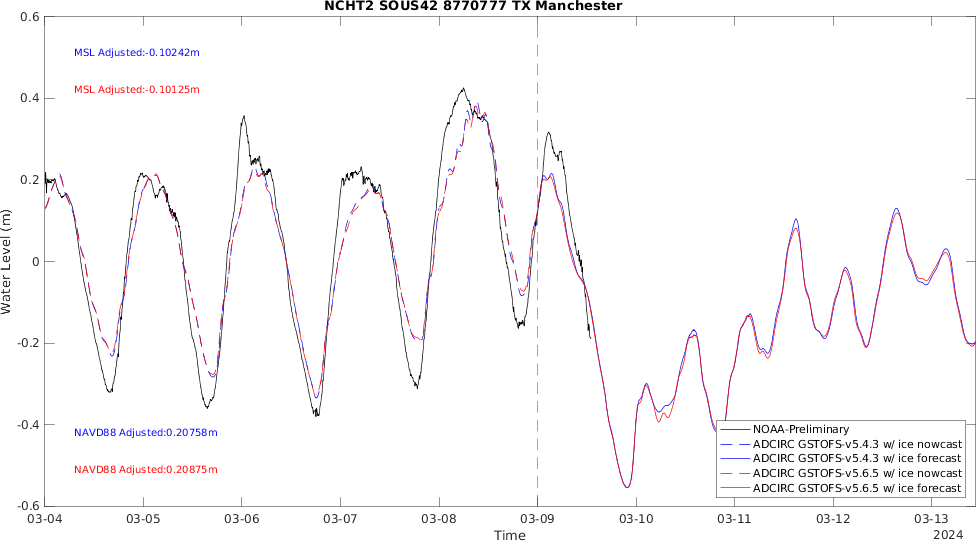 NCHT2 SOUS42 8770777 TX Manchester
0.6
MSL Adjusted:-0.10242m
MSL Adjusted:-0.10125m
0.4
0.2
0
Water Level (m)
-0.2
-0.4
NAVD88 Adjusted:0.20758m
NAVD88 Adjusted:0.20875m
NOAA-Preliminary
ADCIRC GSTOFS-v5.4.3 w/ ice nowcast
ADCIRC GSTOFS-v5.4.3 w/ ice forecast
ADCIRC GSTOFS-v5.6.5 w/ ice nowcast
ADCIRC GSTOFS-v5.6.5 w/ ice forecast
-0.6
03-04 03-05 03-06 03-07 03-08 03-09 03-10 03-11 03-12 03-13
Time
2024